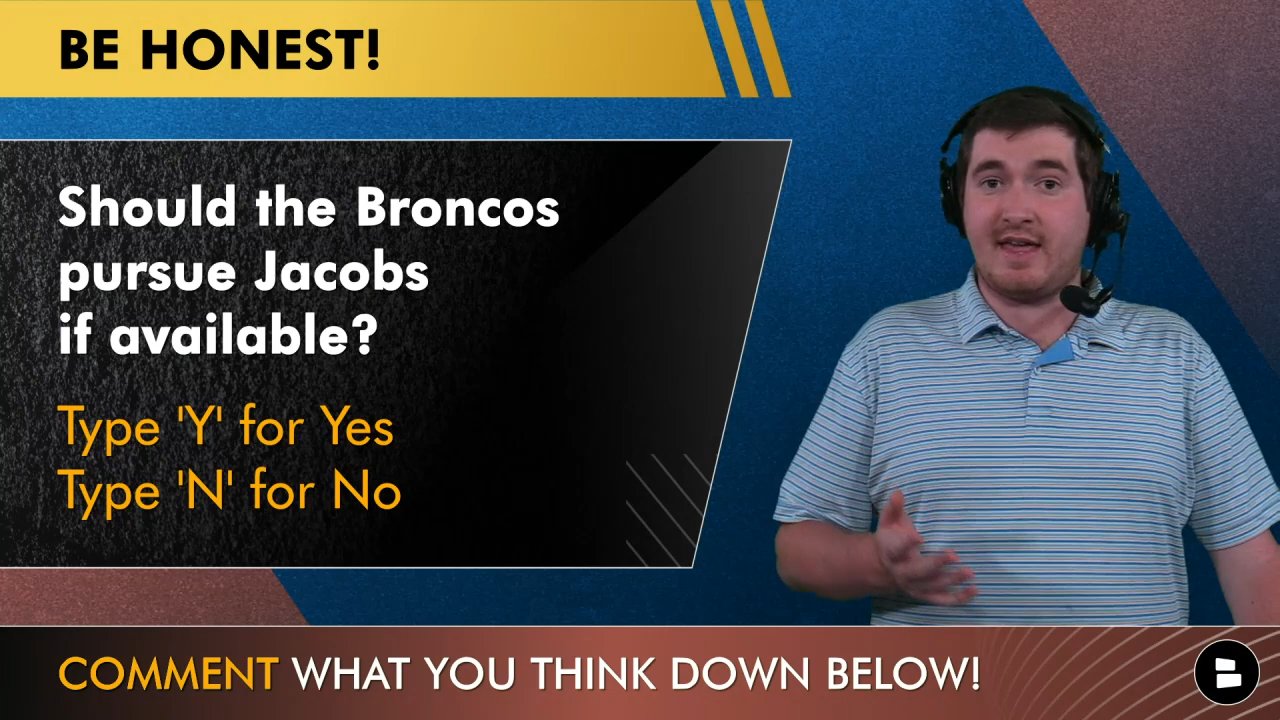 BE HONEST!
Should the Broncos
pursue Jacobs
if available?
Type 'Y' for Yes
Type 'N' for No
COMMENT WHAT YOU THINK DOWN BELOW!